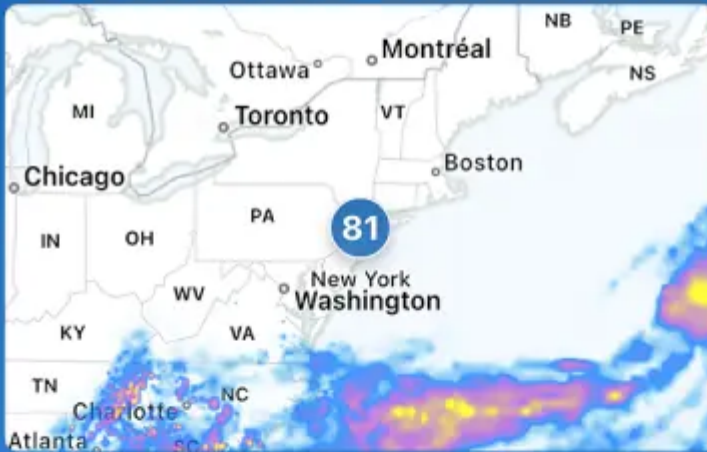 NB
PE
Montréal
Ottawa
NS
MI
Toronto
VT
Boston
Chicago
PA
81
IN
OH
New York
WV
Washington
KY
VA
TN
NC
Charlotte
Atlanta
SC